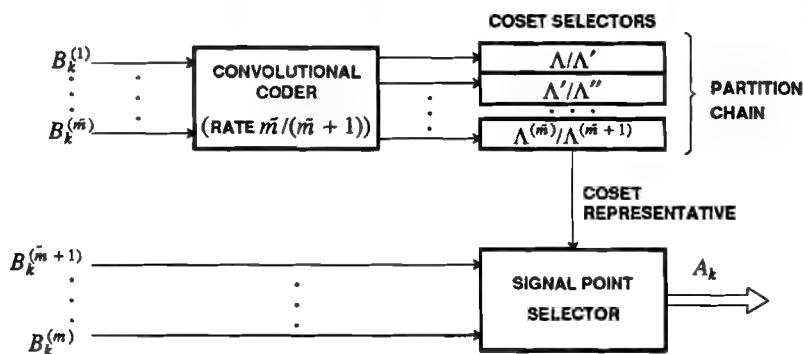 COSET SELECTORS
B_k^{(1)}
CONVOLUTIONAL
CODER
(RATE m̃/(m̃ + 1))
B_k^{(m̃)}
Λ/Λ′
Λ′/Λ″
Λ^{(m̃)}/Λ^{(m̃ + 1)}
PARTITION
CHAIN
COSET
REPRESENTATIVE
B_k^{(m̃ + 1)}
B_k^{(m)}
SIGNAL POINT
SELECTOR
A_k